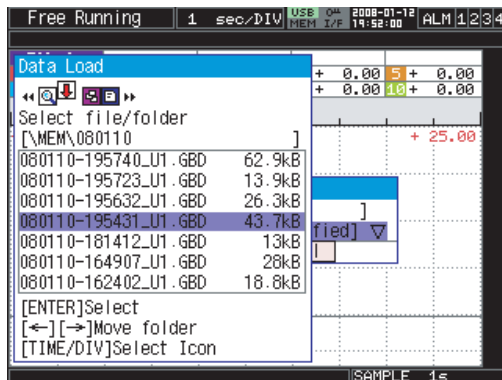 Free Running 1 sec/DIV USB MEM I/F 2008-01-12 19:52:00 ALM 1 2 3 4
Data Load
+ 0.00 5 + 0.00
+ 0.00 10 + 0.00
Select file/folder
[\MEM\080110 ]
+ 25.00
080110-195740_U1.GBD 62.9kB
080110-195723_U1.GBD 13.9kB
080110-195632_U1.GBD 26.3kB
]
080110-195431_U1.GBD 43.7kB
fied] ▽
080110-181412_U1.GBD 13kB
080110-164907_U1.GBD 28kB
080110-162402_U1.GBD 18.8kB
[ENTER]Select
[←][→]Move folder
[TIME/DIV]Select Icon
SAMPLE 1s